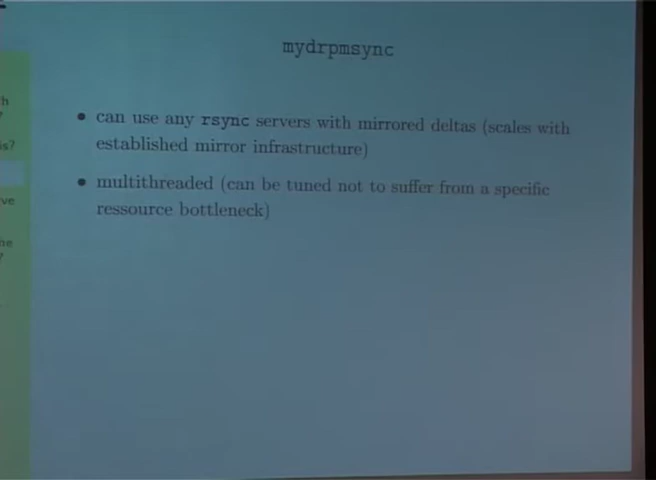 mydrpmsync
• can use any rsync servers with mirrored deltas (scales with
established mirror infrastructure)
• multithreaded (can be tuned not to suffer from a specific
ressource bottleneck)